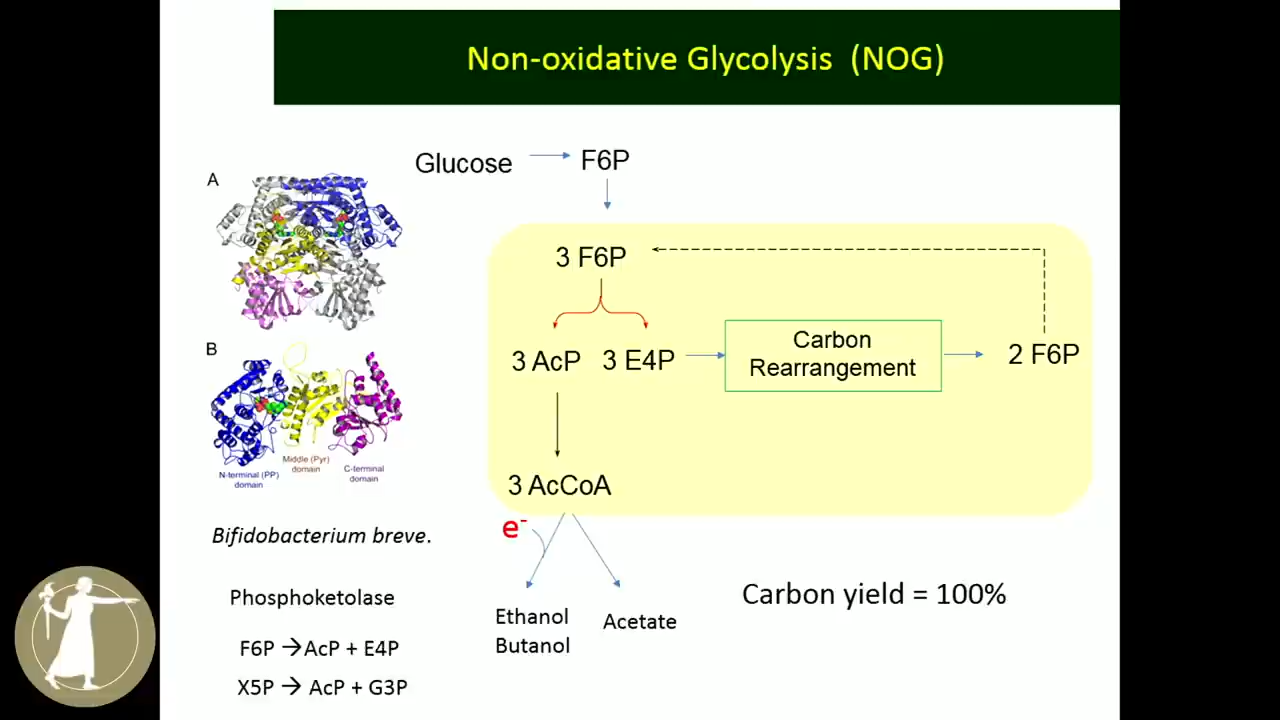 Non-oxidative Glycolysis (NOG)
Glucose
F6P
A
3 F6P
3 AcP
3 E4P
Carbon
Rearrangement
2 F6P
B
N-terminal (PP)
domain
Middle (Pyr)
domain
C-terminal
domain
3 AcCoA
e-
Bifidobacterium breve.
Phosphoketolase
F6P → AcP + E4P
X5P → AcP + G3P
Ethanol
Butanol
Acetate
Carbon yield = 100%